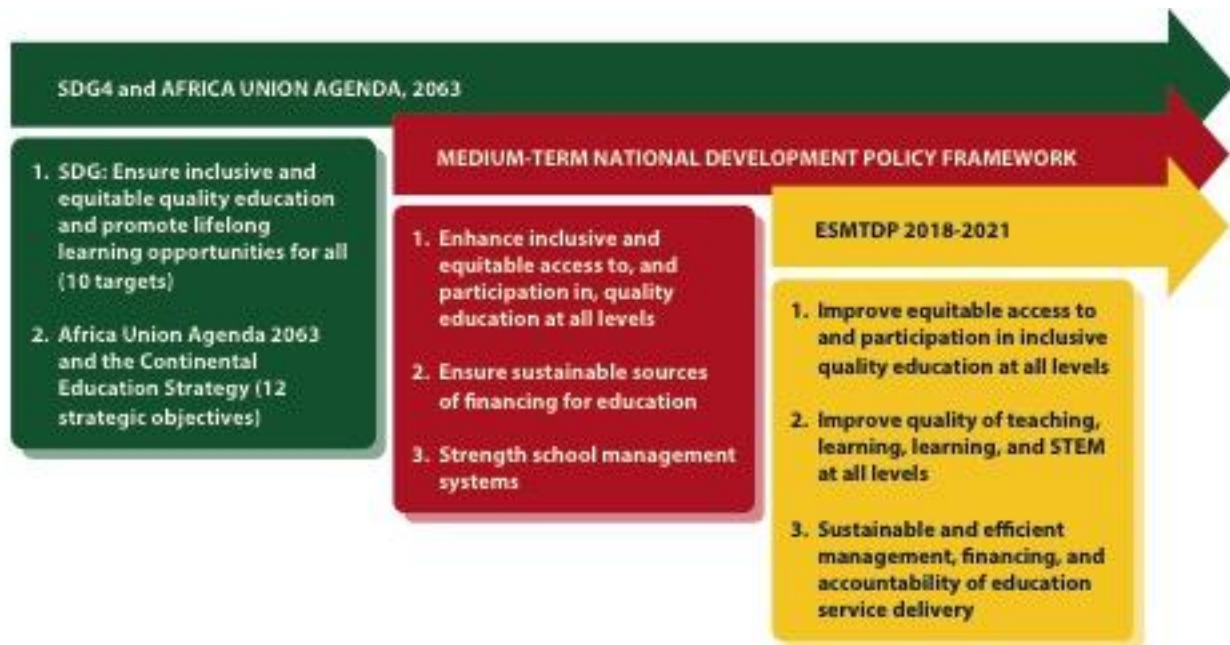 SDG4 and AFRICA UNION AGENDA, 2063
1. SDG: Ensure inclusive and
equitable quality education
and promote lifelong
learning opportunities for all
(10 targets)
2. Africa Union Agenda 2063
and the Continental
Education Strategy (12
strategic objectives)
MEDIUM-TERM NATIONAL DEVELOPMENT POLICY FRAMEWORK
1. Enhance inclusive and
equitable access to, and
participation in, quality
education at all levels
2. Ensure sustainable sources
of financing for education
3. Strength school management
systems
ESMTDP 2018-2021
1. Improve equitable access to
and participation in inclusive
quality education at all levels
2. Improve quality of teaching,
learning, learning, and STEM
at all levels
3. Sustainable and efficient
management, financing, and
accountability of education
service delivery